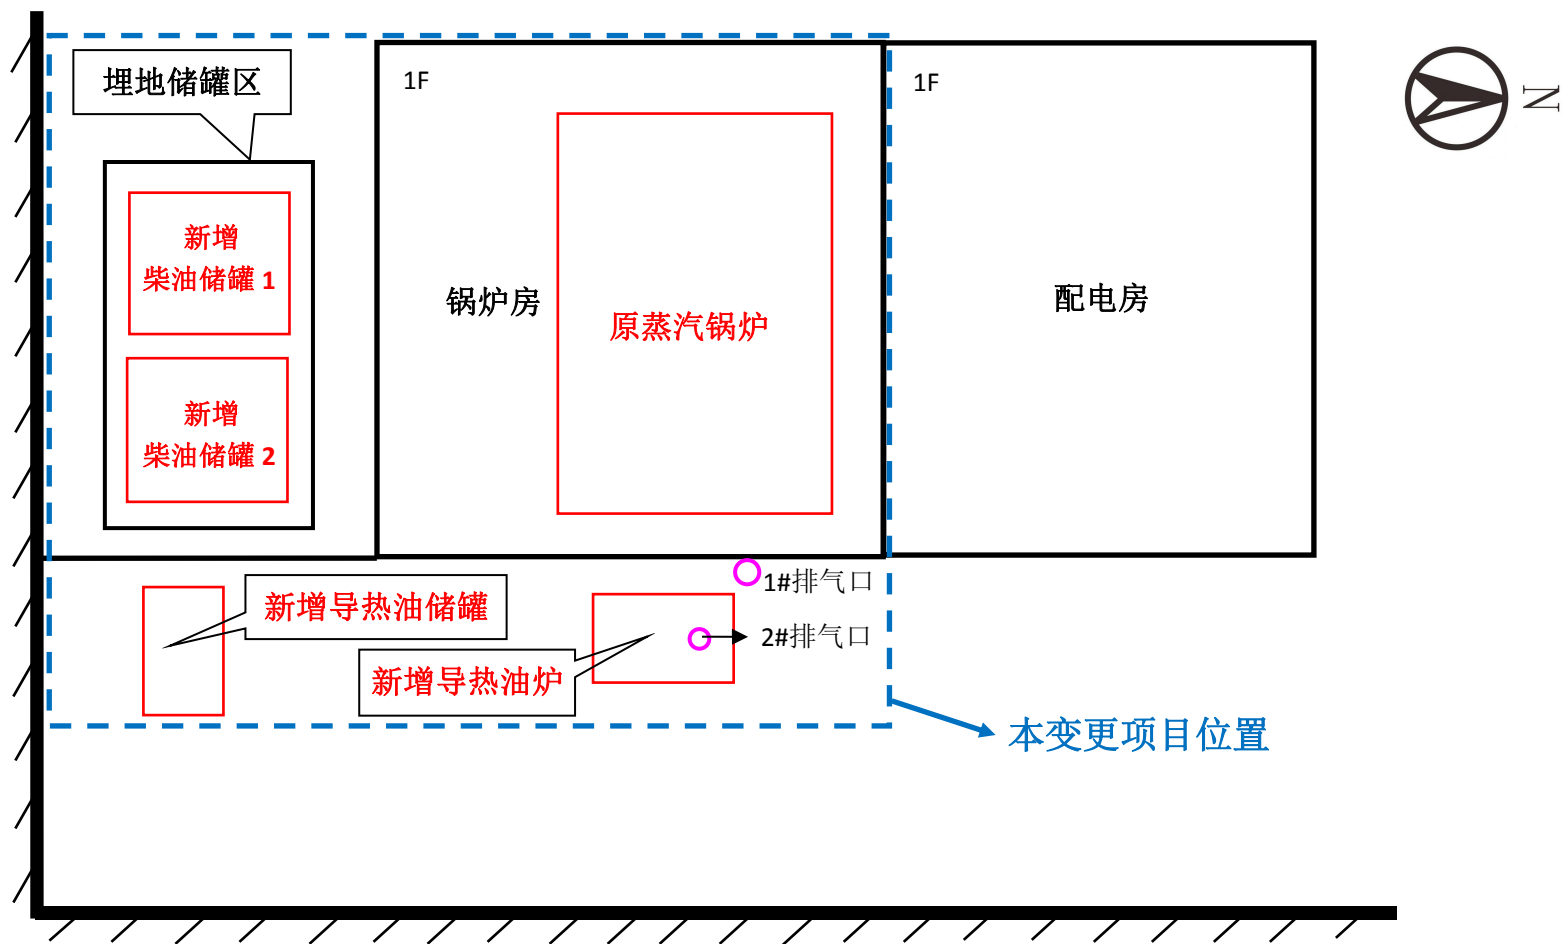 埋地储罐区
1F
1F
N
新增
柴油储罐 1
锅炉房
原蒸汽锅炉
配电房
新增
柴油储罐 2
1#排气口
新增导热油储罐
2#排气口
新增导热油炉
本变更项目位置